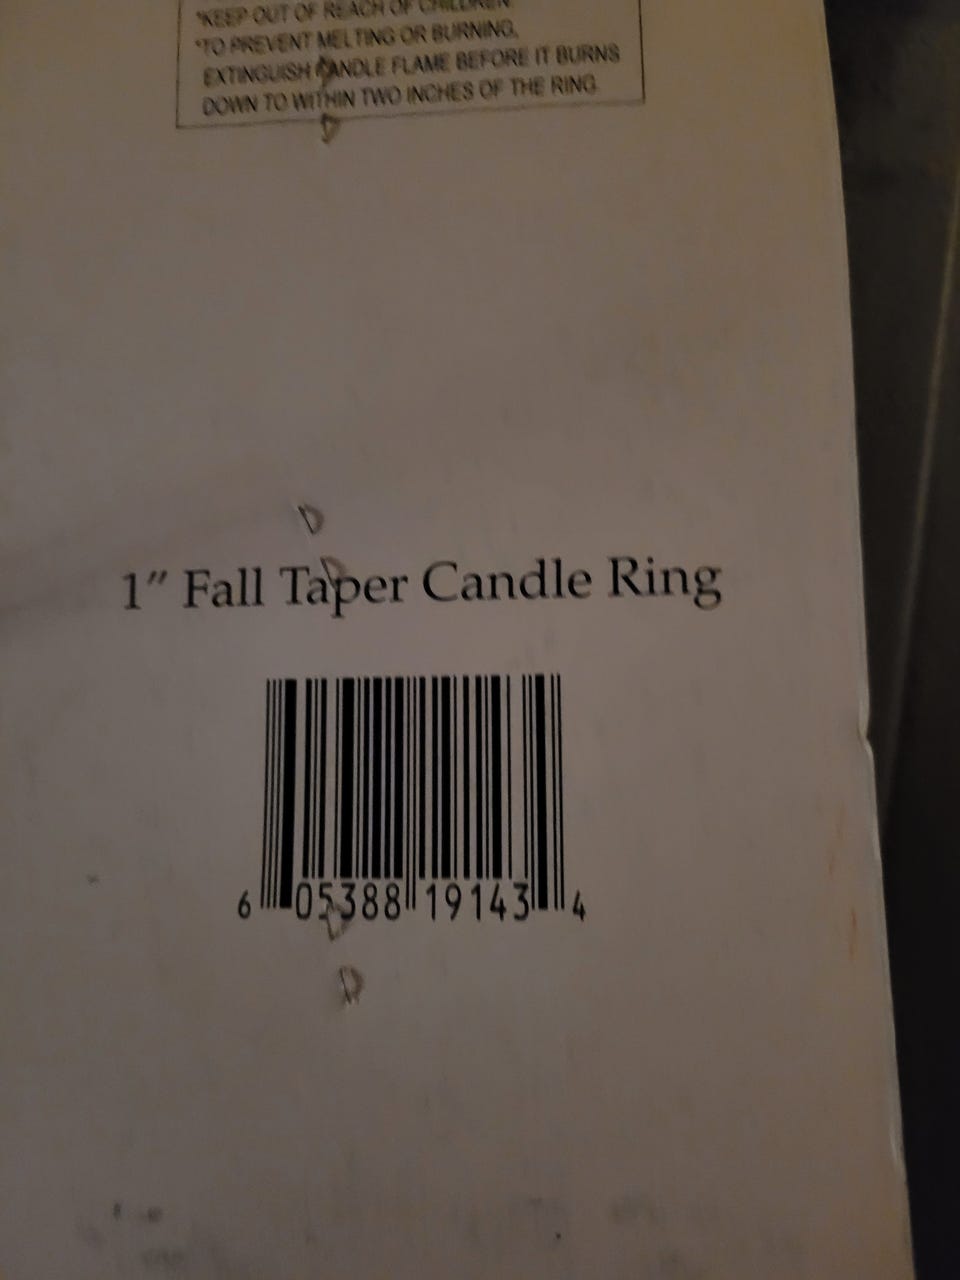 *KEEP OUT OF REACH OF CHILDREN
*TO PREVENT MELTING OR BURNING,
EXTINGUISH CANDLE FLAME BEFORE IT BURNS
DOWN TO WITHIN TWO INCHES OF THE RING.
1" Fall Taper Candle Ring
6 05388 19143 4